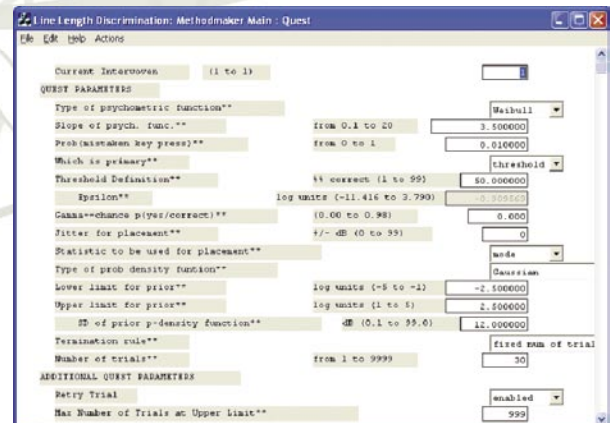 Line Length Discrimination: Methodmaker Main : Quest
File Edit Help Actions
Current Interwoven (1 to 1) 1
QUEST PARAMETERS
Type of psychometric function** Weibull
Slope of psych. func.** from 0.1 to 20 3.500000
Prob(mistaken key press)** from 0 to 1 0.010000
Which is primary** threshold
Threshold Definition** %% correct (1 to 99) 50.000000
Epsilon** log units (-11.416 to 3.790)
Gamma==chance p(yes/correct)** (0.00 to 0.98) 0.000
Jitter for placement** +/- dB (0 to 99) 0
Statistic to be used for placement** mode
Type of prob density funtion** Gaussian
Lower limit for prior** log units (-5 to -1) -2.500000
Upper limit for prior** log units (1 to 5) 2.500000
SD of prior p-density function** dB (0.1 to 99.0) 12.000000
Termination rule** fixed num of trial
Number of trials** from 1 to 9999 30
ADDITIONAL QUEST PARAMETERS
Retry Trial enabled
Max Number of Trials at Upper Limit** 999